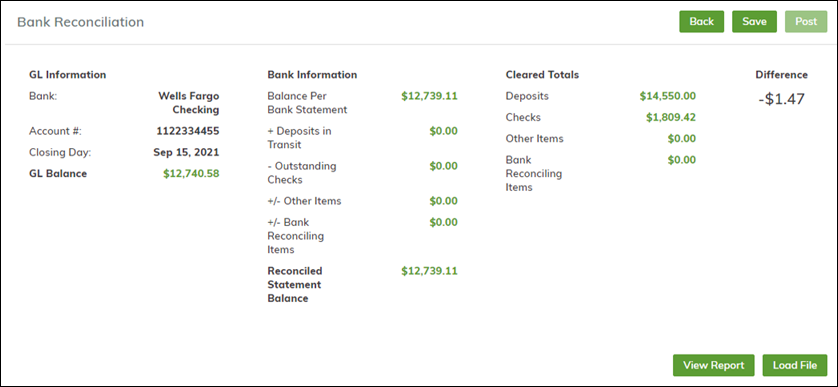 Bank Reconciliation
Back
Save
Post
GL Information
Bank: Wells Fargo
Checking
Account #: 1122334455
Closing Day: Sep 15, 2021
GL Balance $12,740.58
Bank Information
Balance Per $12,739.11
Bank Statement
+ Deposits in $0.00
Transit
- Outstanding $0.00
Checks
+/- Other Items $0.00
+/- Bank $0.00
Reconciling
Items
Reconciled $12,739.11
Statement
Balance
Cleared Totals
Deposits $14,550.00
Checks $1,809.42
Other Items $0.00
Bank $0.00
Reconciling
Items
Difference
-$1.47
View Report
Load File